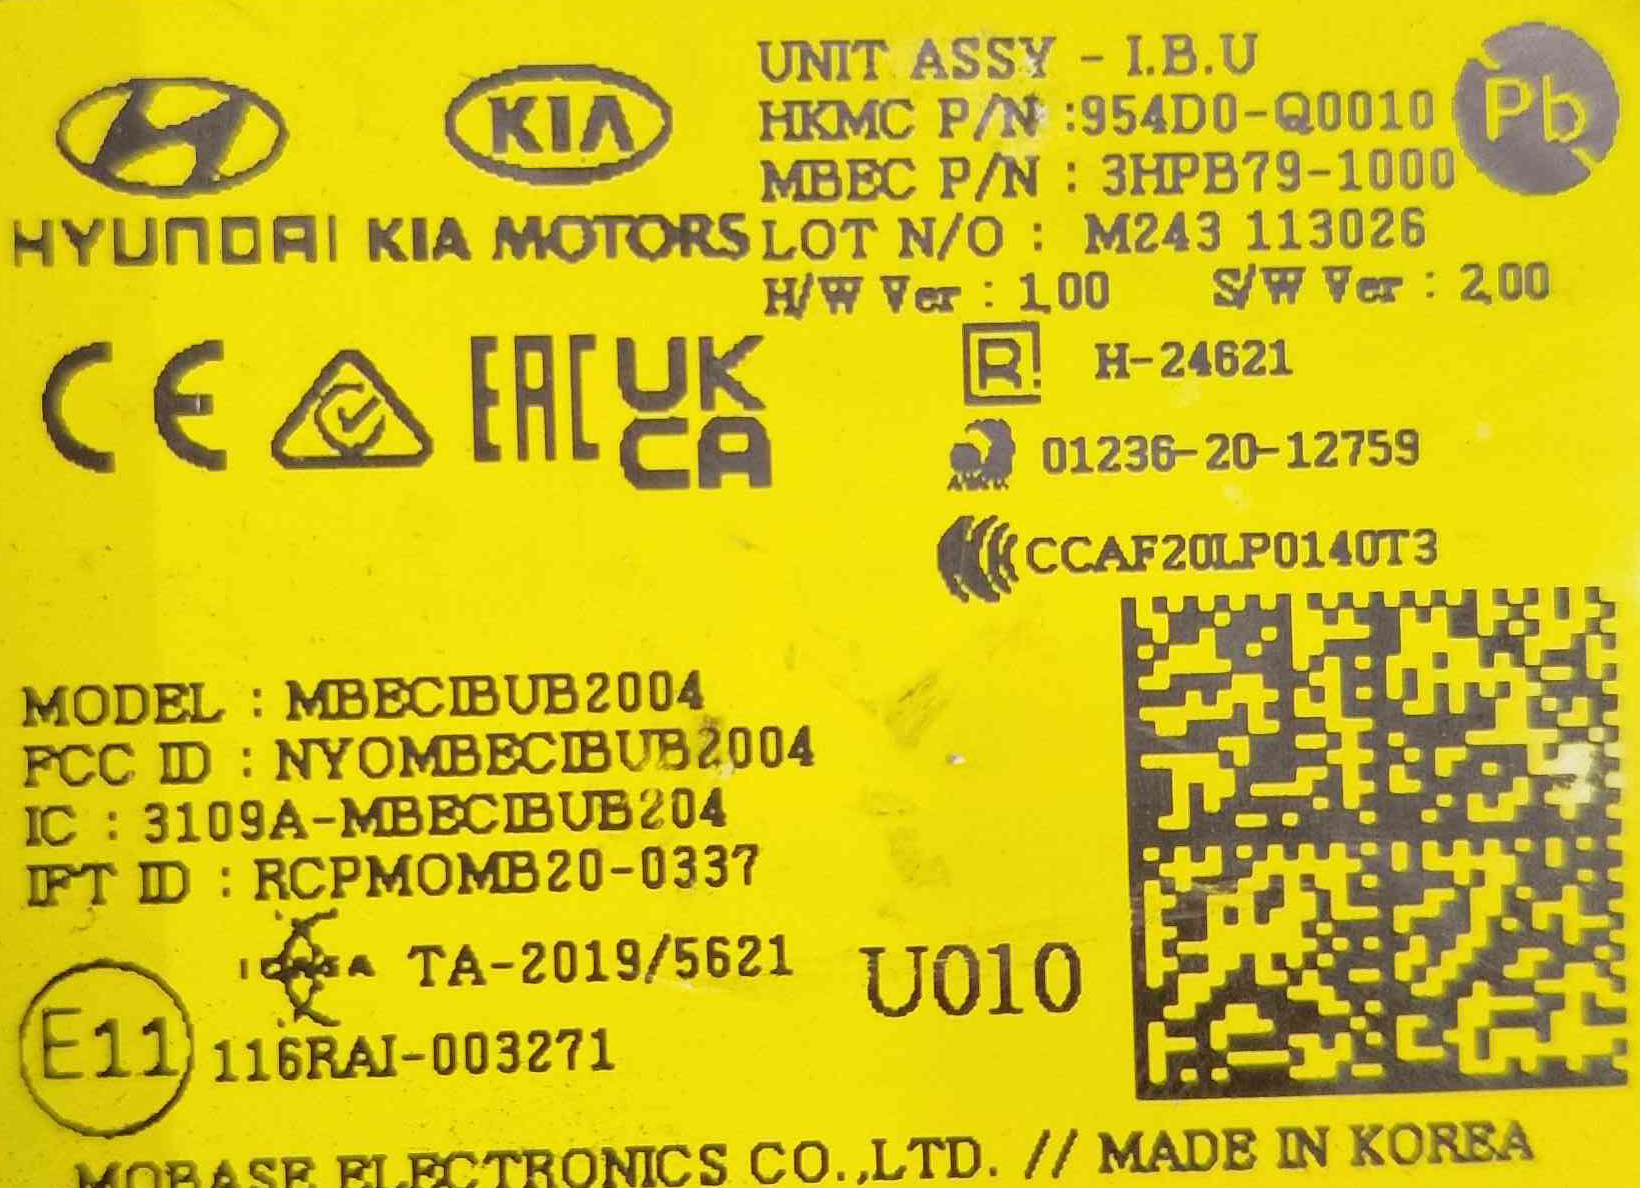 UNIT ASSY - I.B.U
HKMC P/N :954D0-Q0010
Pb
MBEC P/N : 3HPB79-1000
KIA
HYUNDAI KIA MOTORS
LOT N/O : M243 113026
H/W Ver : 1.00 S/W Ver : 2.00
CE EAC UK CA
R H-24621
01236-20-12759
CCAF20LP0140T3
MODEL : MBECIBUB2004
FCC ID : NYOMBECIBUB2004
IC : 3109A-MBECIBUB204
IFT ID : RCPMOMB20-0337
TA-2019/5621
U010
E11
116RAI-003271
MOBASE ELECTRONICS CO.,LTD. // MADE IN KOREA